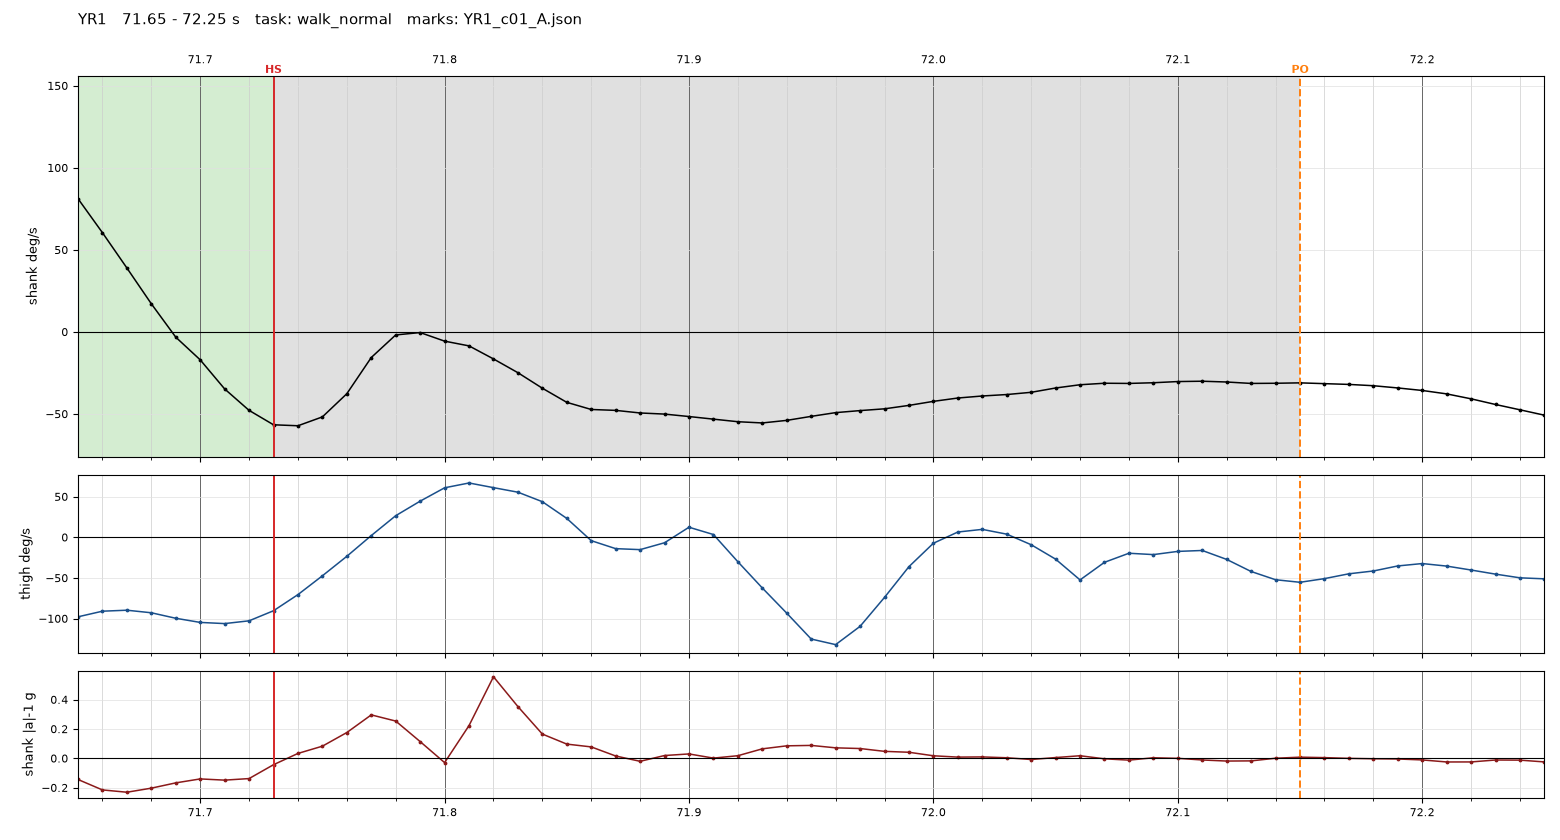 YR1   71.65 - 72.25 s   task: walk_normal   marks: YR1_c01_A.json
71.7 71.8 71.9 72.0 72.1 72.2
HS PO
150
100
50
0
−50
shank deg/s
50
0
−50
−100
thigh deg/s
0.4
0.2
0.0
−0.2
shank |a|-1 g
71.7 71.8 71.9 72.0 72.1 72.2